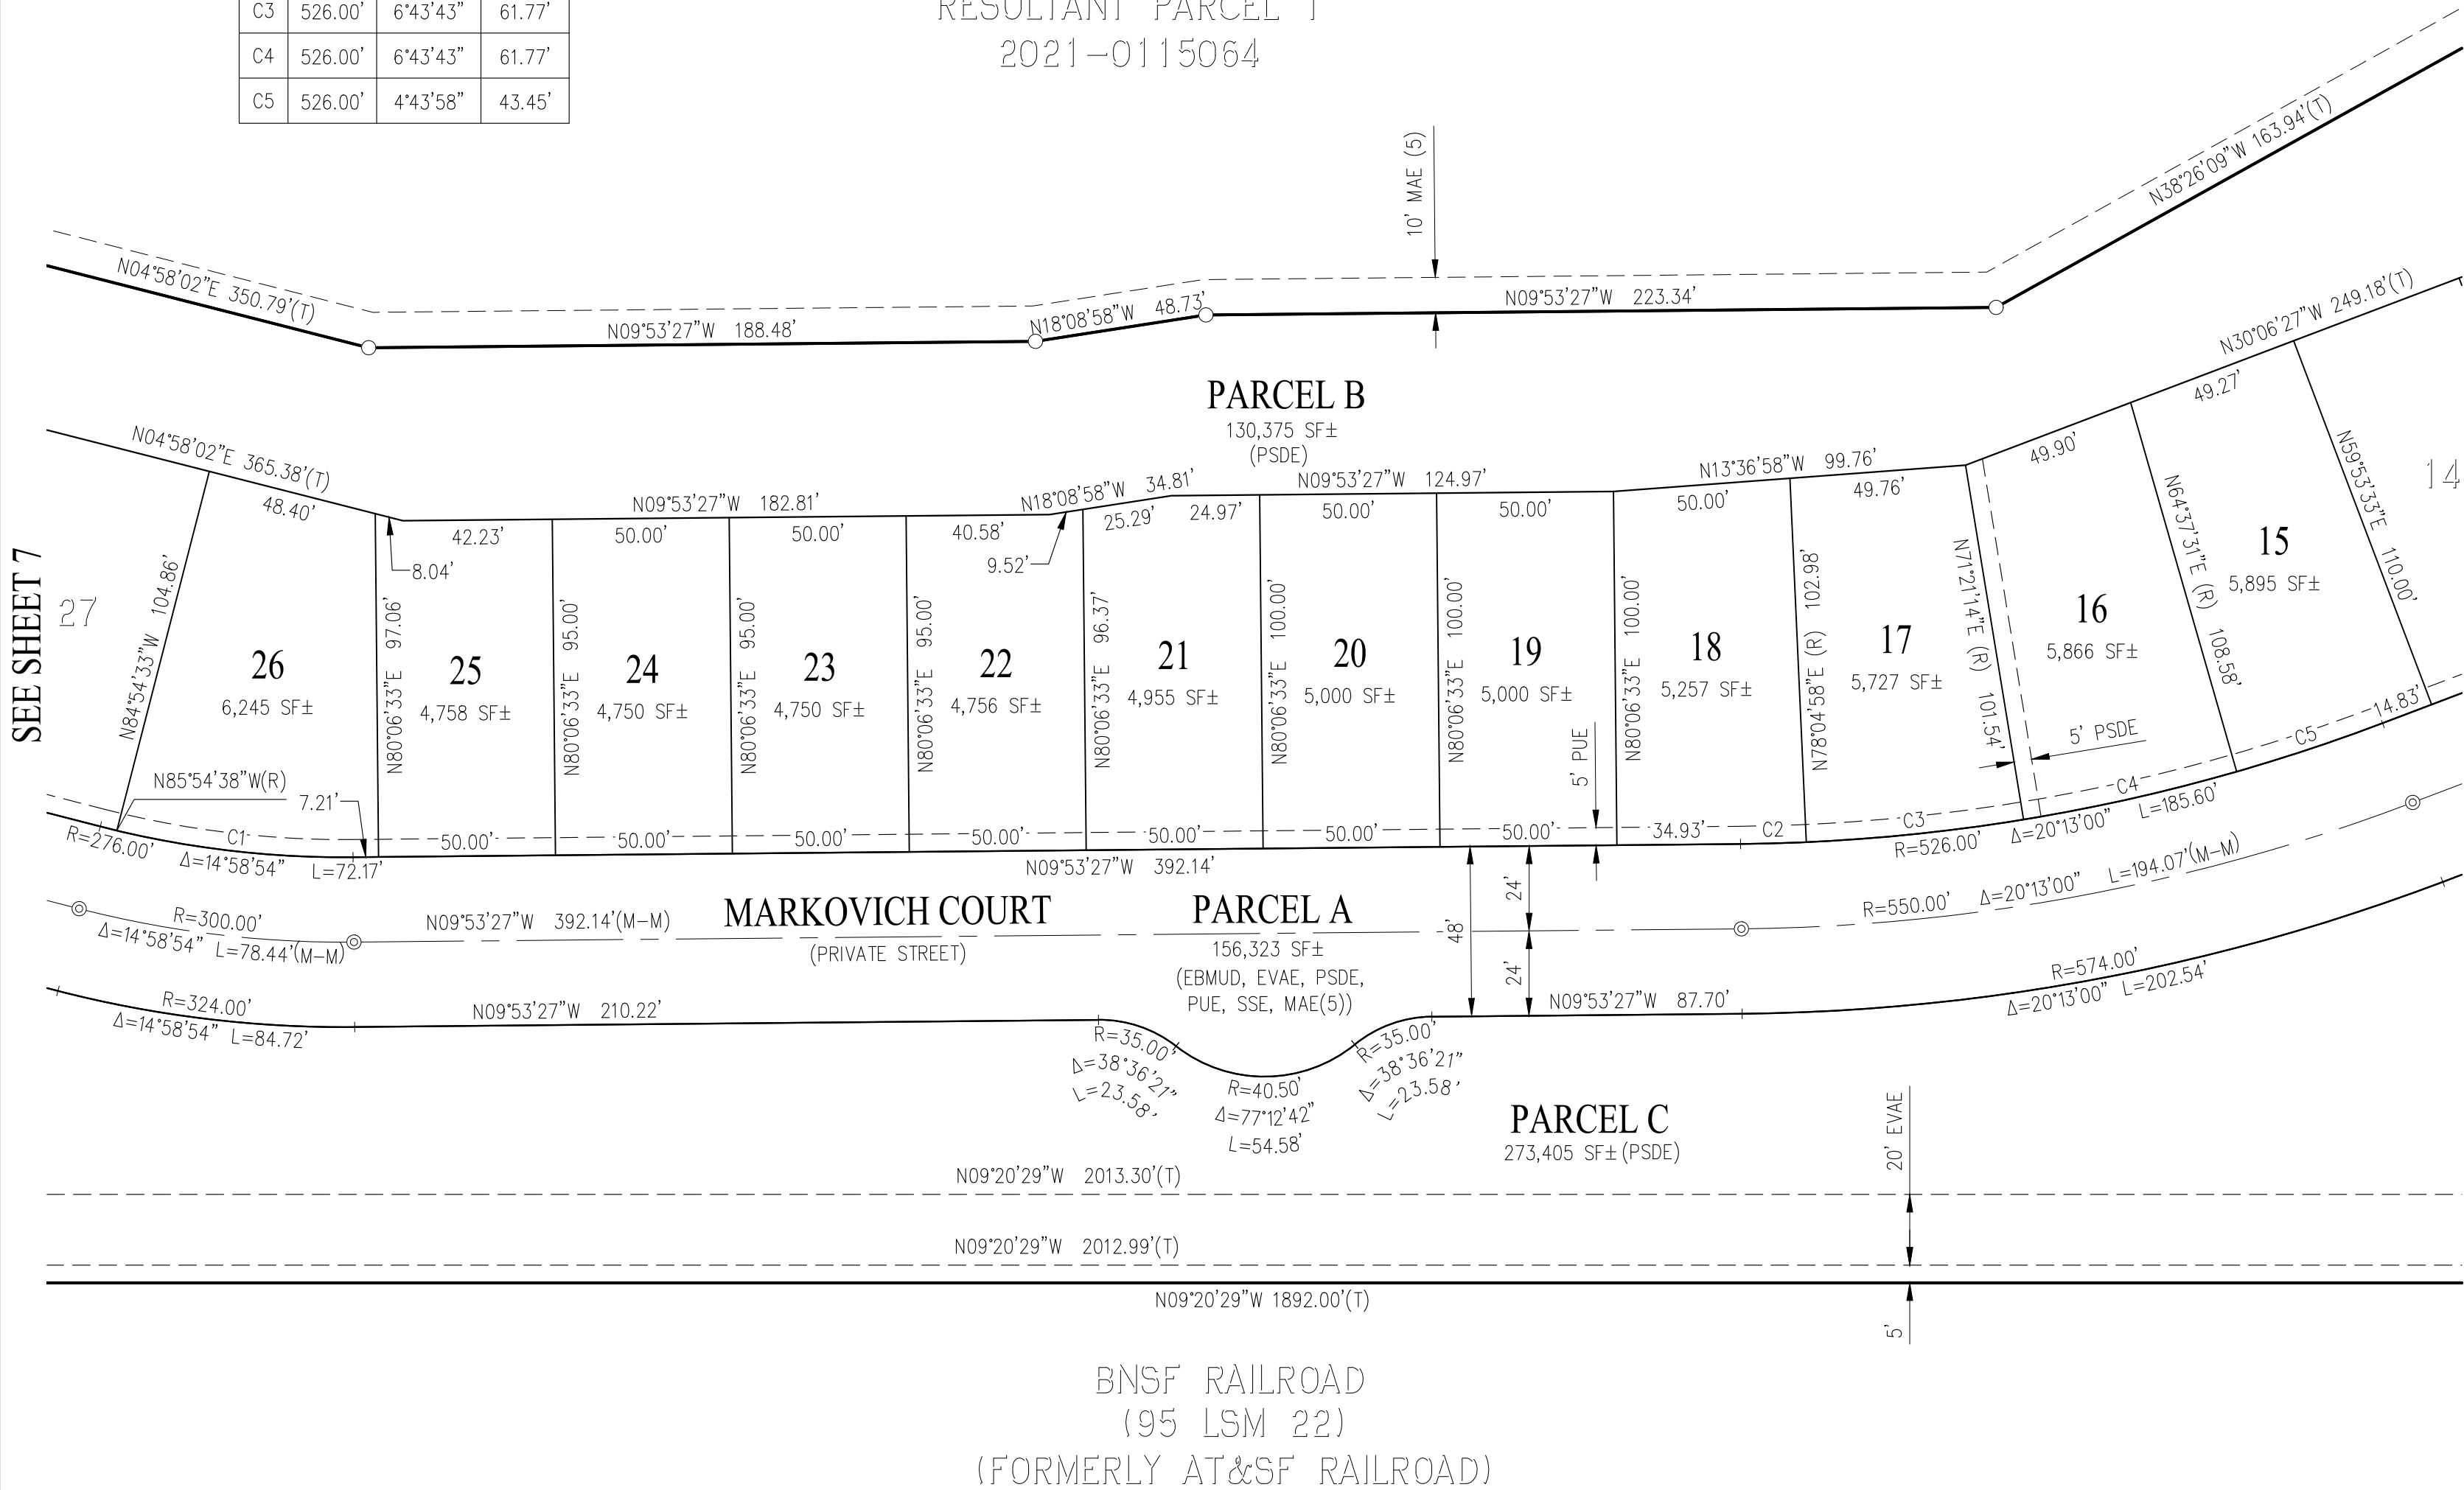 C3 526.00' 6°43'43" 61.77'
C4 526.00' 6°43'43" 61.77'
C5 526.00' 4°43'58" 43.45'
RESULTANT PARCEL 1
2021-0115064
10' MAE (5)
N38°26'09"W 163.94'(T)
N04°58'02"E 350.79'(T)
N09°53'27"W 188.48'
N18°08'58"W 48.73'
N09°53'27"W 223.34'
N30°06'27"W 249.18'(T)
PARCEL B
130,375 SF±
(PSDE)
N04°58'02"E 365.38'(T)
N09°53'27"W 182.81'
N18°08'58"W 34.81'
N09°53'27"W 124.97'
N13°36'58"W 99.76'
48.40'
8.04'
42.23'
50.00'
50.00'
40.58'
9.52'
25.29'
24.97'
50.00'
50.00'
50.00'
49.76'
49.90'
49.27'
SEE SHEET 7
27
N84°54'33"W 104.86'
26
6,245 SF±
N80°06'33"E 97.06'
25
4,758 SF±
N80°06'33"E 95.00'
24
4,750 SF±
N80°06'33"E 95.00'
23
4,750 SF±
N80°06'33"E 95.00'
22
4,756 SF±
N80°06'33"E 96.37'
21
4,955 SF±
N80°06'33"E 100.00'
20
5,000 SF±
N80°06'33"E 100.00'
19
5,000 SF±
5' PUE
N80°06'33"E 100.00'
18
5,257 SF±
N78°04'58"E (R) 102.98'
17
5,727 SF±
N71°21'14"E (R) 101.54'
16
5,866 SF±
5' PSDE
N64°37'31"E (R) 108.58'
15
5,895 SF±
N59°53'33"E 110.00'
14
N85°54'38"W(R)
7.21'
C1
50.00'
50.00'
50.00'
50.00'
50.00'
50.00'
50.00'
34.93'
C2
C3
C4
C5
14.83'
R=276.00' Δ=14°58'54" L=72.17'
N09°53'27"W 392.14'
R=526.00' Δ=20°13'00" L=185.60'
R=300.00'
Δ=14°58'54" L=78.44'(M-M)
N09°53'27"W 392.14'(M-M)
MARKOVICH COURT
(PRIVATE STREET)
PARCEL A
156,323 SF±
(EBMUD, EVAE, PSDE,
PUE, SSE, MAE(5))
48'
24'
24'
R=550.00' Δ=20°13'00" L=194.07'(M-M)
R=324.00'
Δ=14°58'54" L=84.72'
N09°53'27"W 210.22'
N09°53'27"W 87.70'
R=574.00'
Δ=20°13'00" L=202.54'
R=35.00'
Δ=38°36'21"
L=23.58'
R=40.50'
Δ=77°12'42"
L=54.58'
R=35.00'
Δ=38°36'21"
L=23.58'
PARCEL C
273,405 SF±(PSDE)
20' EVAE
N09°20'29"W 2013.30'(T)
N09°20'29"W 2012.99'(T)
N09°20'29"W 1892.00'(T)
5'
BNSF RAILROAD
(95 LSM 22)
(FORMERLY AT&SF RAILROAD)